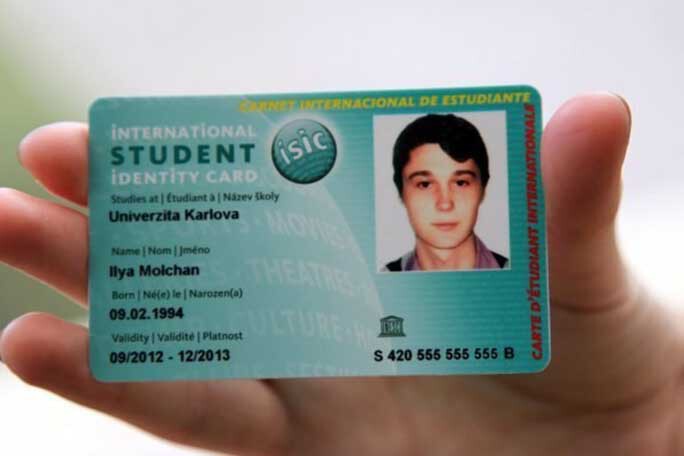 CARNET INTERNACIONAL DE ESTUDIANTE
INTERNATiONAL
STUDENT
iDENTiTY CARD
isic
Studies at | Étudiant à | Název školy
Univerzita Karlova
Name | Nom | Jméno
Ilya Molchan
Born | Né(e) le | Narozen(a)
09.02.1994
Validity | Validité | Platnost
09/2012 - 12/2013
MOVIES
THEATRES
CULTURE
S 420 555 555 555 B
CARTE D'ÉTUDIANT INTERNATIONALE